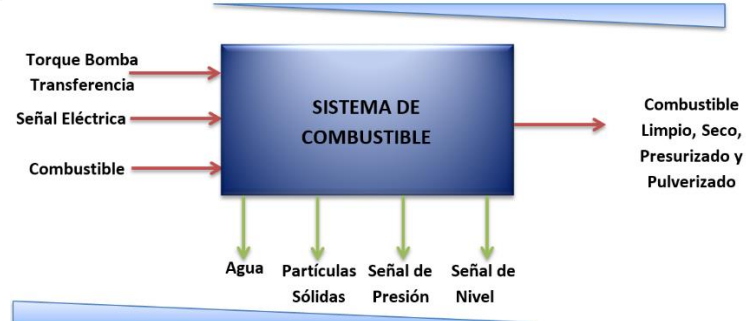 Torque Bomba
Transferencia
Señal Eléctrica
Combustible
SISTEMA DE
COMBUSTIBLE
Combustible
Limpio, Seco,
Presurizado y
Pulverizado
Agua
Partículas
Sólidas
Señal de
Presión
Señal de
Nivel